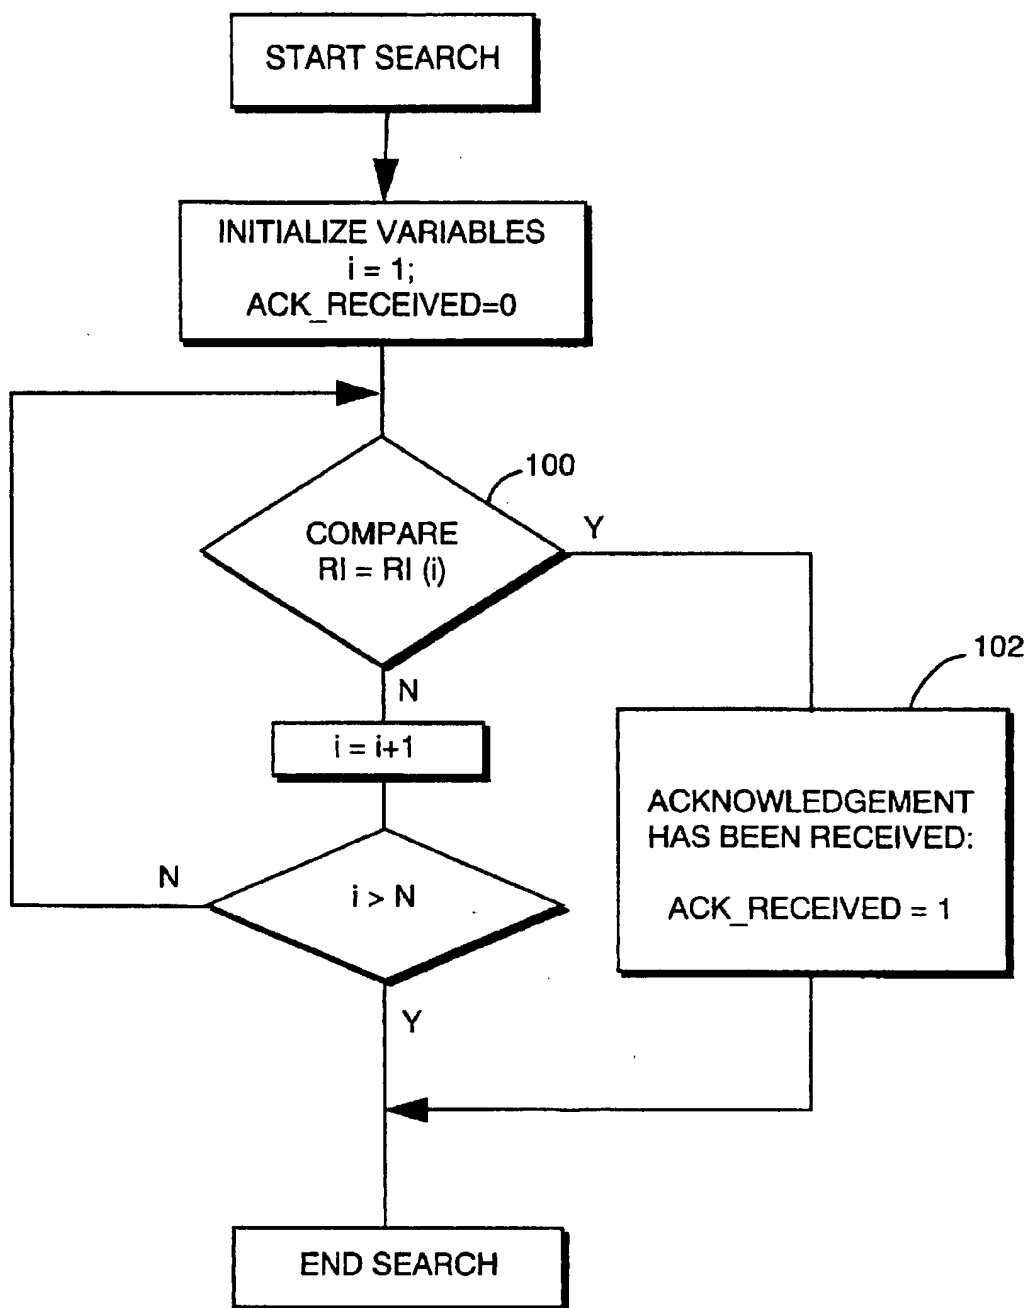 START SEARCH
INITIALIZE VARIABLES
i = 1;
ACK_RECEIVED=0
100
COMPARE
RI = RI (i)
Y
N
102
i = i+1
ACKNOWLEDGEMENT
HAS BEEN RECEIVED:
ACK_RECEIVED = 1
N
i > N
Y
END SEARCH